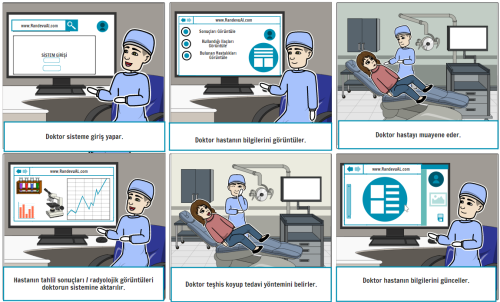 www.RandevuAl.com
SİSTEM GİRİŞİ
Doktor sisteme giriş yapar.
www.RandevuAl.com
Sonuçları Görüntüle
Kullandığı İlaçları
Görüntüle
Bulunan Hastalıkları
Görüntüle
Doktor hastanın bilgilerini görüntüler.
Doktor hastayı muayene eder.
www.RandevuAl.com
Hastanın tahlil sonuçları / radyolojik görüntüleri
doktorun sistemine aktarılır.
Doktor teşhis koyup tedavi yöntemini belirler.
www.RandevuAl.com
Doktor hastanın bilgilerini günceller.